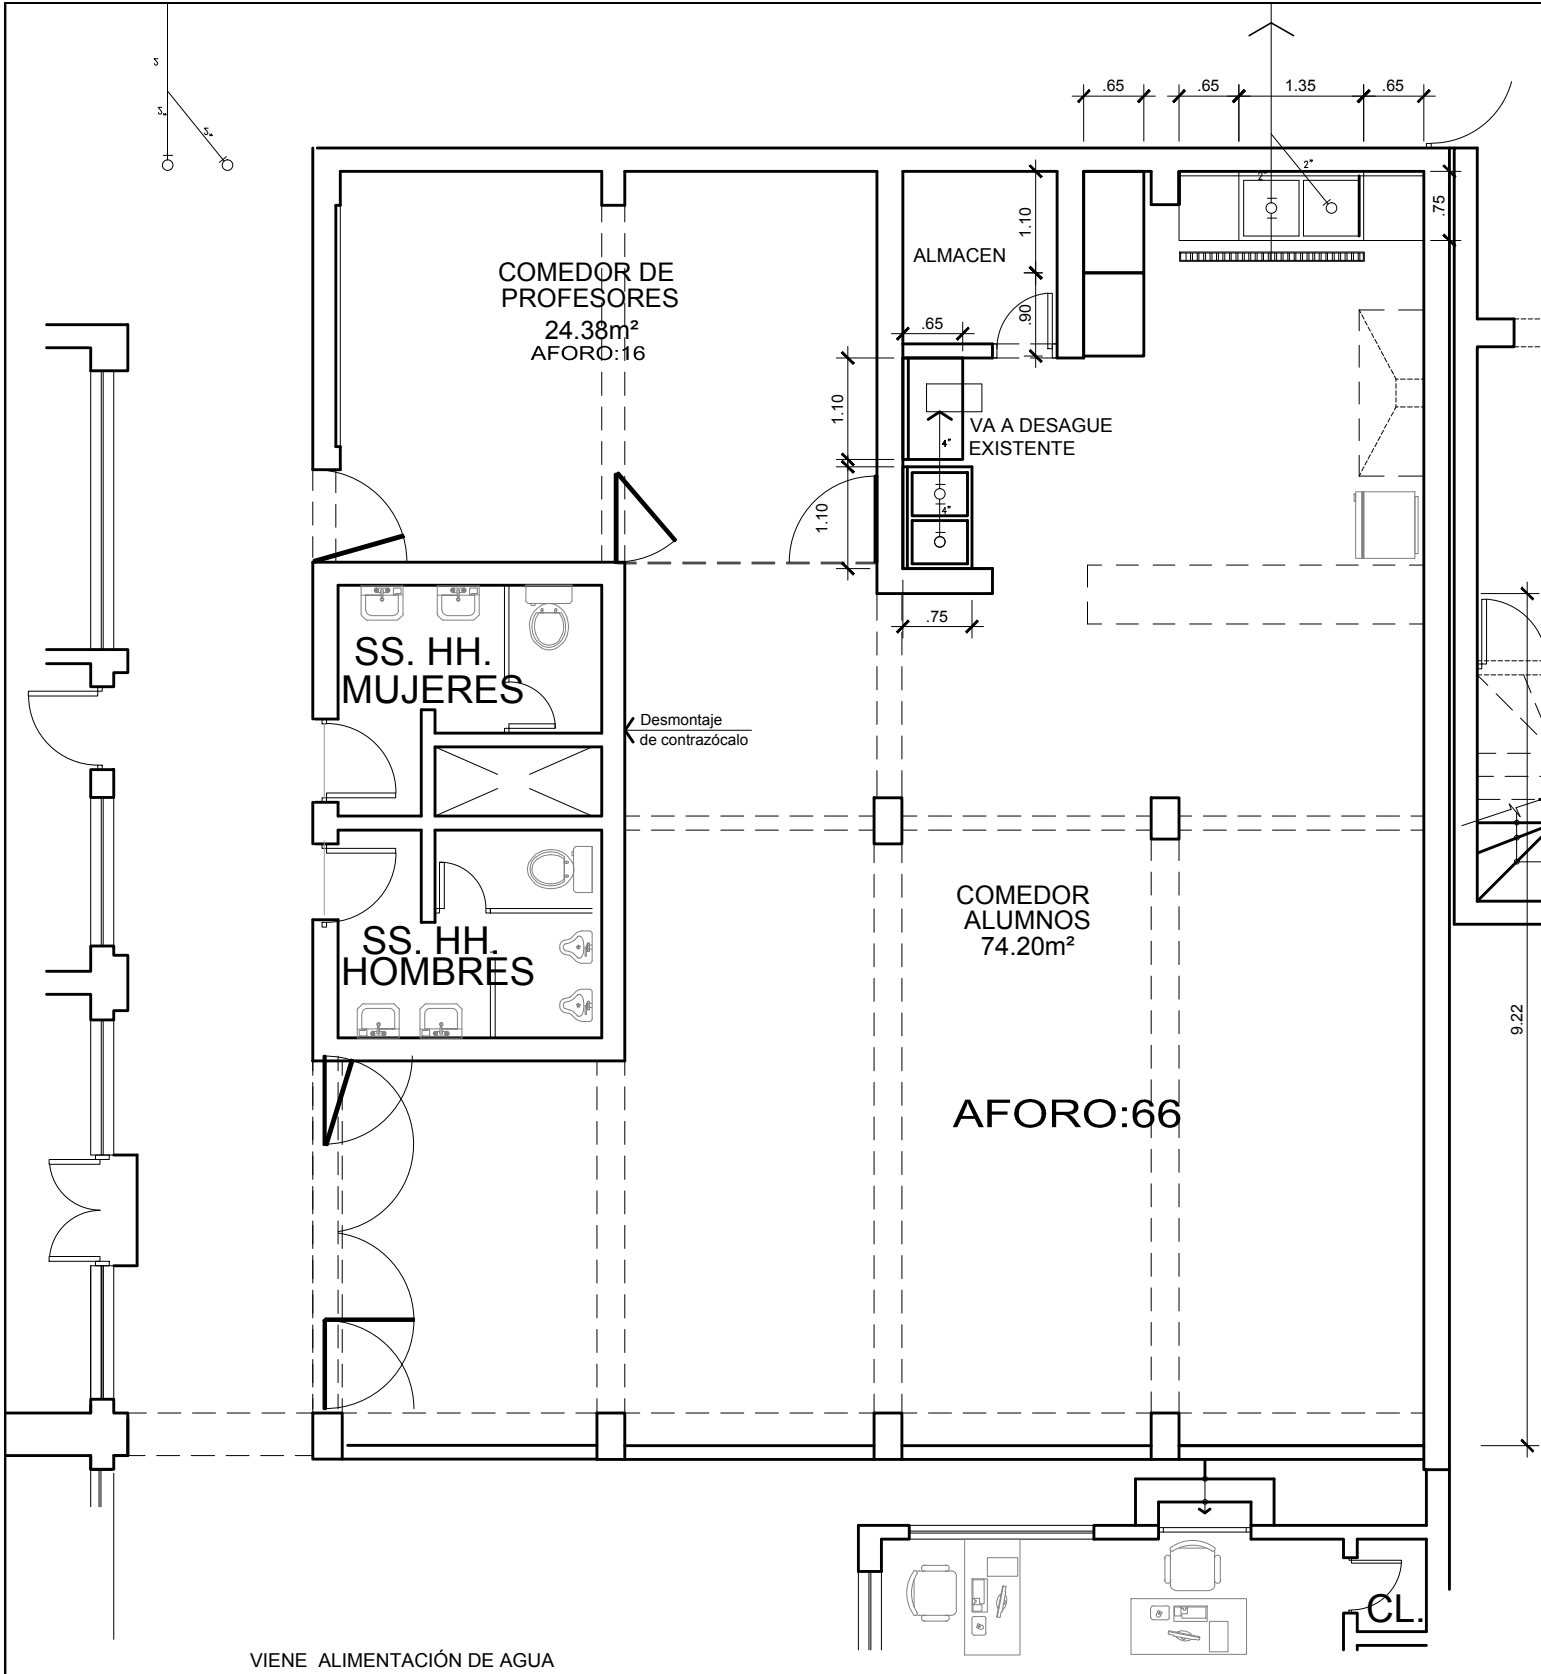 .65
.65
1.35
.65
2"
2"
.75
1.10
ALMACEN
.90
.65
COMEDOR DE
PROFESORES
24.38m²
AFORO:16
1.10
VA A DESAGUE
EXISTENTE
4"
1.10
4"
.75
SS. HH.
MUJERES
Desmontaje
de contrazócalo
COMEDOR
ALUMNOS
74.20m²
SS. HH.
HOMBRES
9.22
AFORO:66
CL.
VIENE ALIMENTACIÓN DE AGUA